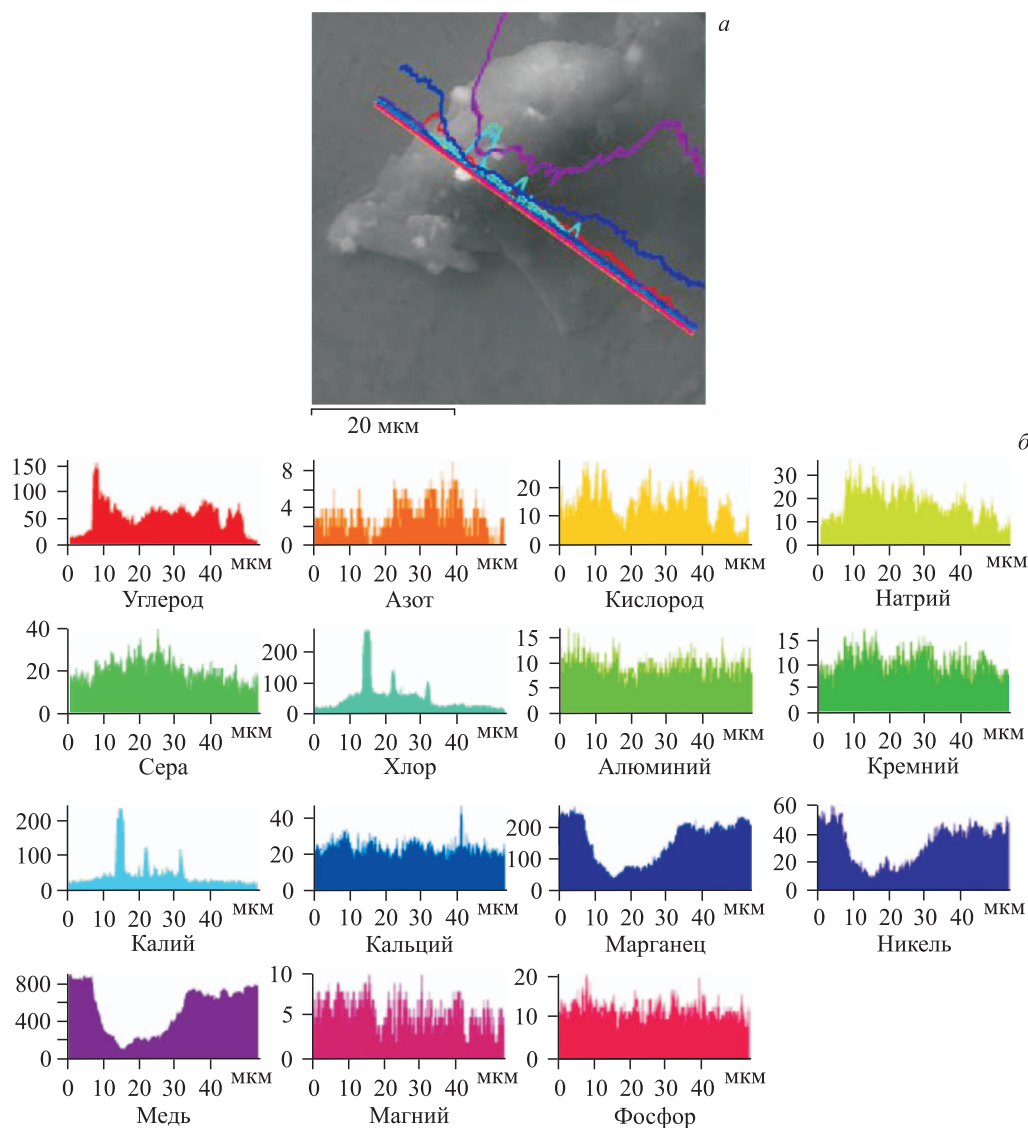 а
20 мкм
б
150
100
50
0
0 10 20 30 40 мкм
Углерод
8
4
0
0 10 20 30 40 мкм
Азот
20
10
0
0 10 20 30 40 мкм
Кислород
30
20
10
0
0 10 20 30 40 мкм
Натрий
40
20
0
0 10 20 30 40 мкм
Сера
200
100
0
0 10 20 30 40 мкм
Хлор
15
10
5
0
0 10 20 30 40 мкм
Алюминий
15
10
5
0
0 10 20 30 40 мкм
Кремний
200
100
0
0 10 20 30 40 мкм
Калий
40
20
0
0 10 20 30 40 мкм
Кальций
200
100
0
0 10 20 30 40 мкм
Марганец
60
40
20
0
0 10 20 30 40 мкм
Никель
800
400
0
0 10 20 30 40 мкм
Медь
10
5
0
0 10 20 30 40 мкм
Магний
20
10
0
0 10 20 30 40 мкм
Фосфор